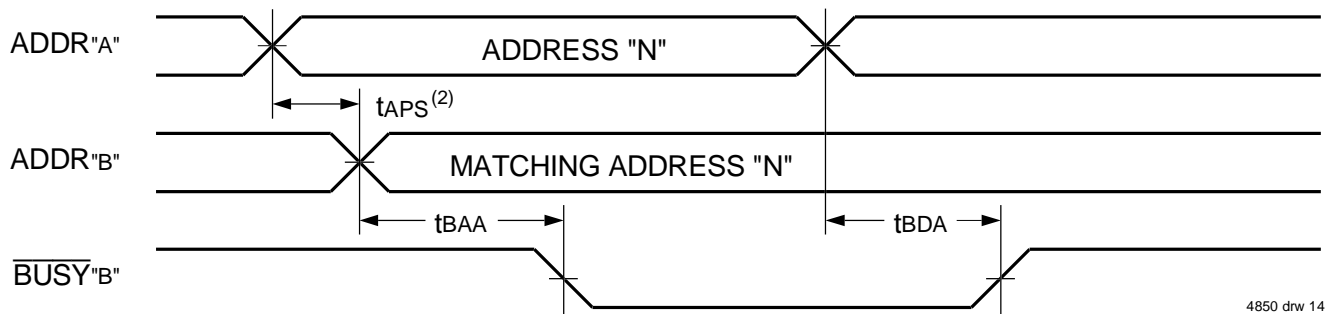 ADDR"A" ADDRESS "N"
tAPS(2)
ADDR"B" MATCHING ADDRESS "N"
tBAA tBDA
BUSY"B"
4850 drw 14